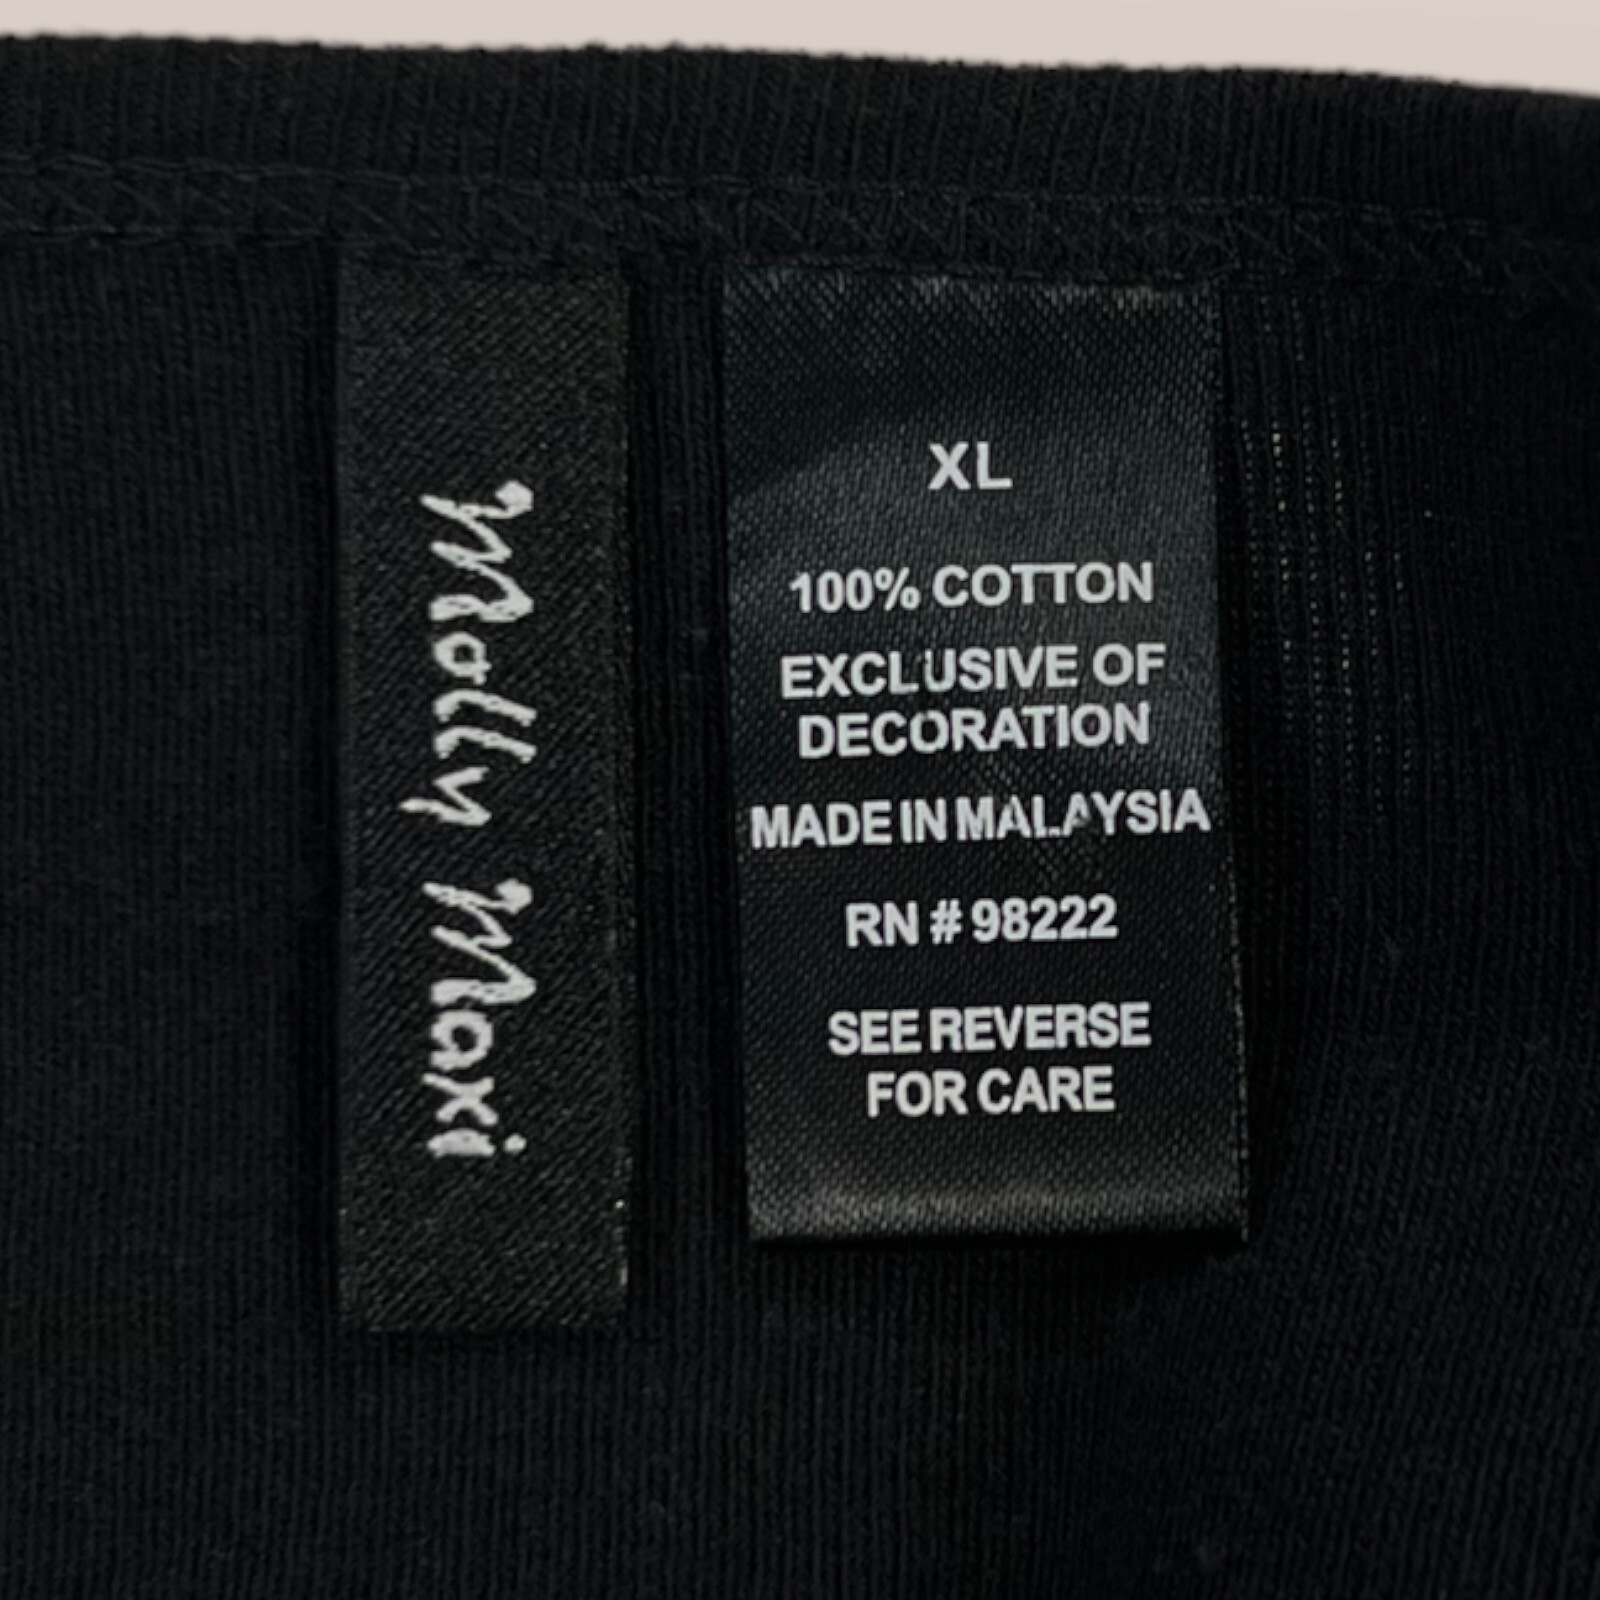 Molly Maxi
XL
100% COTTON
EXCLUSIVE OF
DECORATION
MADE IN MALAYSIA
RN # 98222
SEE REVERSE
FOR CARE